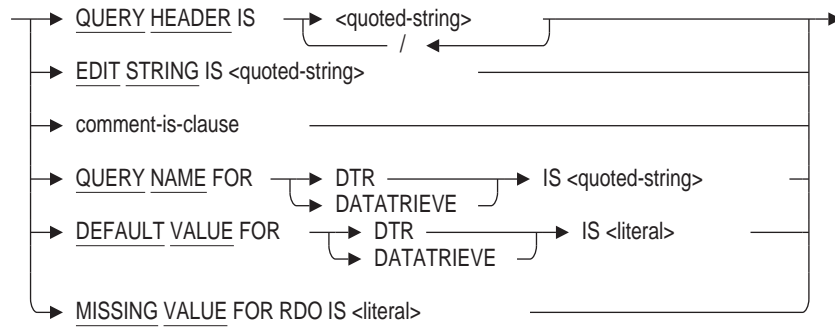 QUERY HEADER IS <quoted-string>
/
EDIT STRING IS <quoted-string>
comment-is-clause
QUERY NAME FOR DTR IS <quoted-string>
DATATRIEVE
DEFAULT VALUE FOR DTR IS <literal>
DATATRIEVE
MISSING VALUE FOR RDO IS <literal>